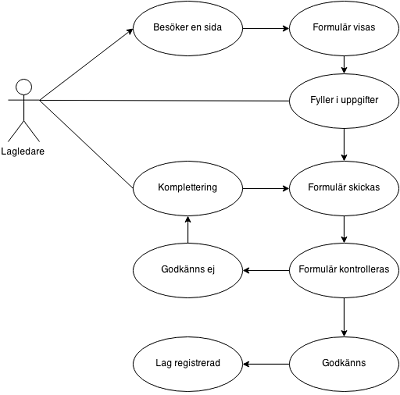 Besöker en sida
Formulär visas
Fyller i uppgifter
Lagledare
Komplettering
Formulär skickas
Godkänns ej
Formulär kontrolleras
Lag registrerad
Godkänns